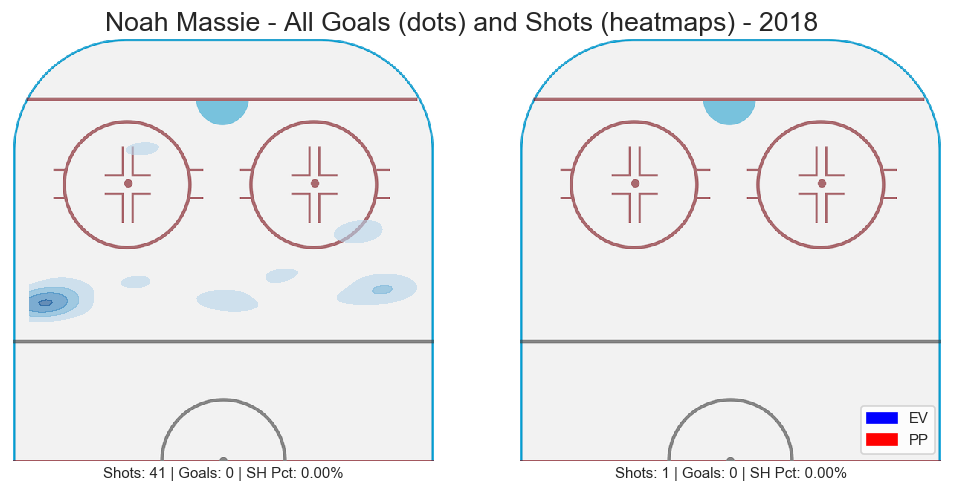 Noah Massie - All Goals (dots) and Shots (heatmaps) - 2018
EV
PP
Shots: 41 | Goals: 0 | SH Pct: 0.00%
Shots: 1 | Goals: 0 | SH Pct: 0.00%